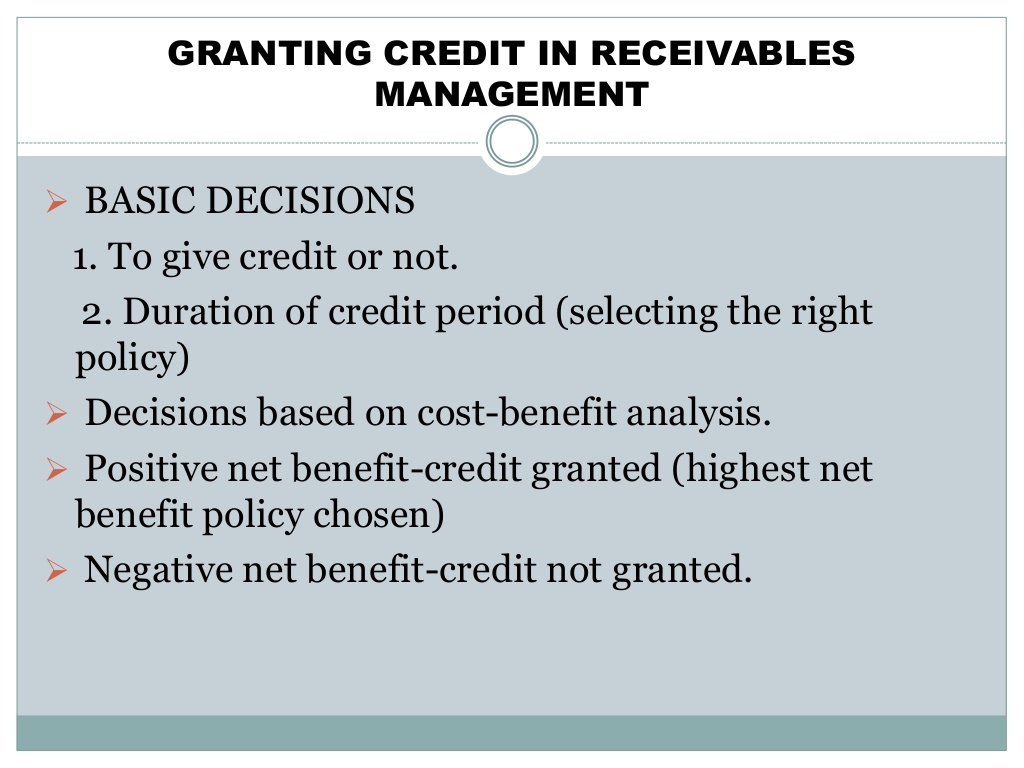 GRANTING CREDIT IN RECEIVABLES
MANAGEMENT
➢ BASIC DECISIONS
1. To give credit or not.
2. Duration of credit period (selecting the right
policy)
➢ Decisions based on cost-benefit analysis.
➢ Positive net benefit-credit granted (highest net
benefit policy chosen)
➢ Negative net benefit-credit not granted.